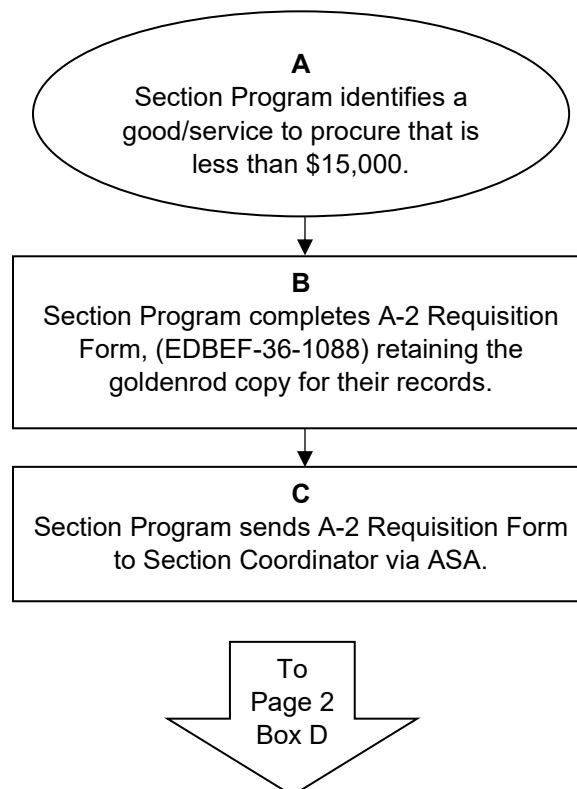 A
Section Program identifies a
good/service to procure that is
less than $15,000.
B
Section Program completes A-2 Requisition
Form, (EDBEF-36-1088) retaining the
goldenrod copy for their records.
C
Section Program sends A-2 Requisition Form
to Section Coordinator via ASA.
To
Page 2
Box D